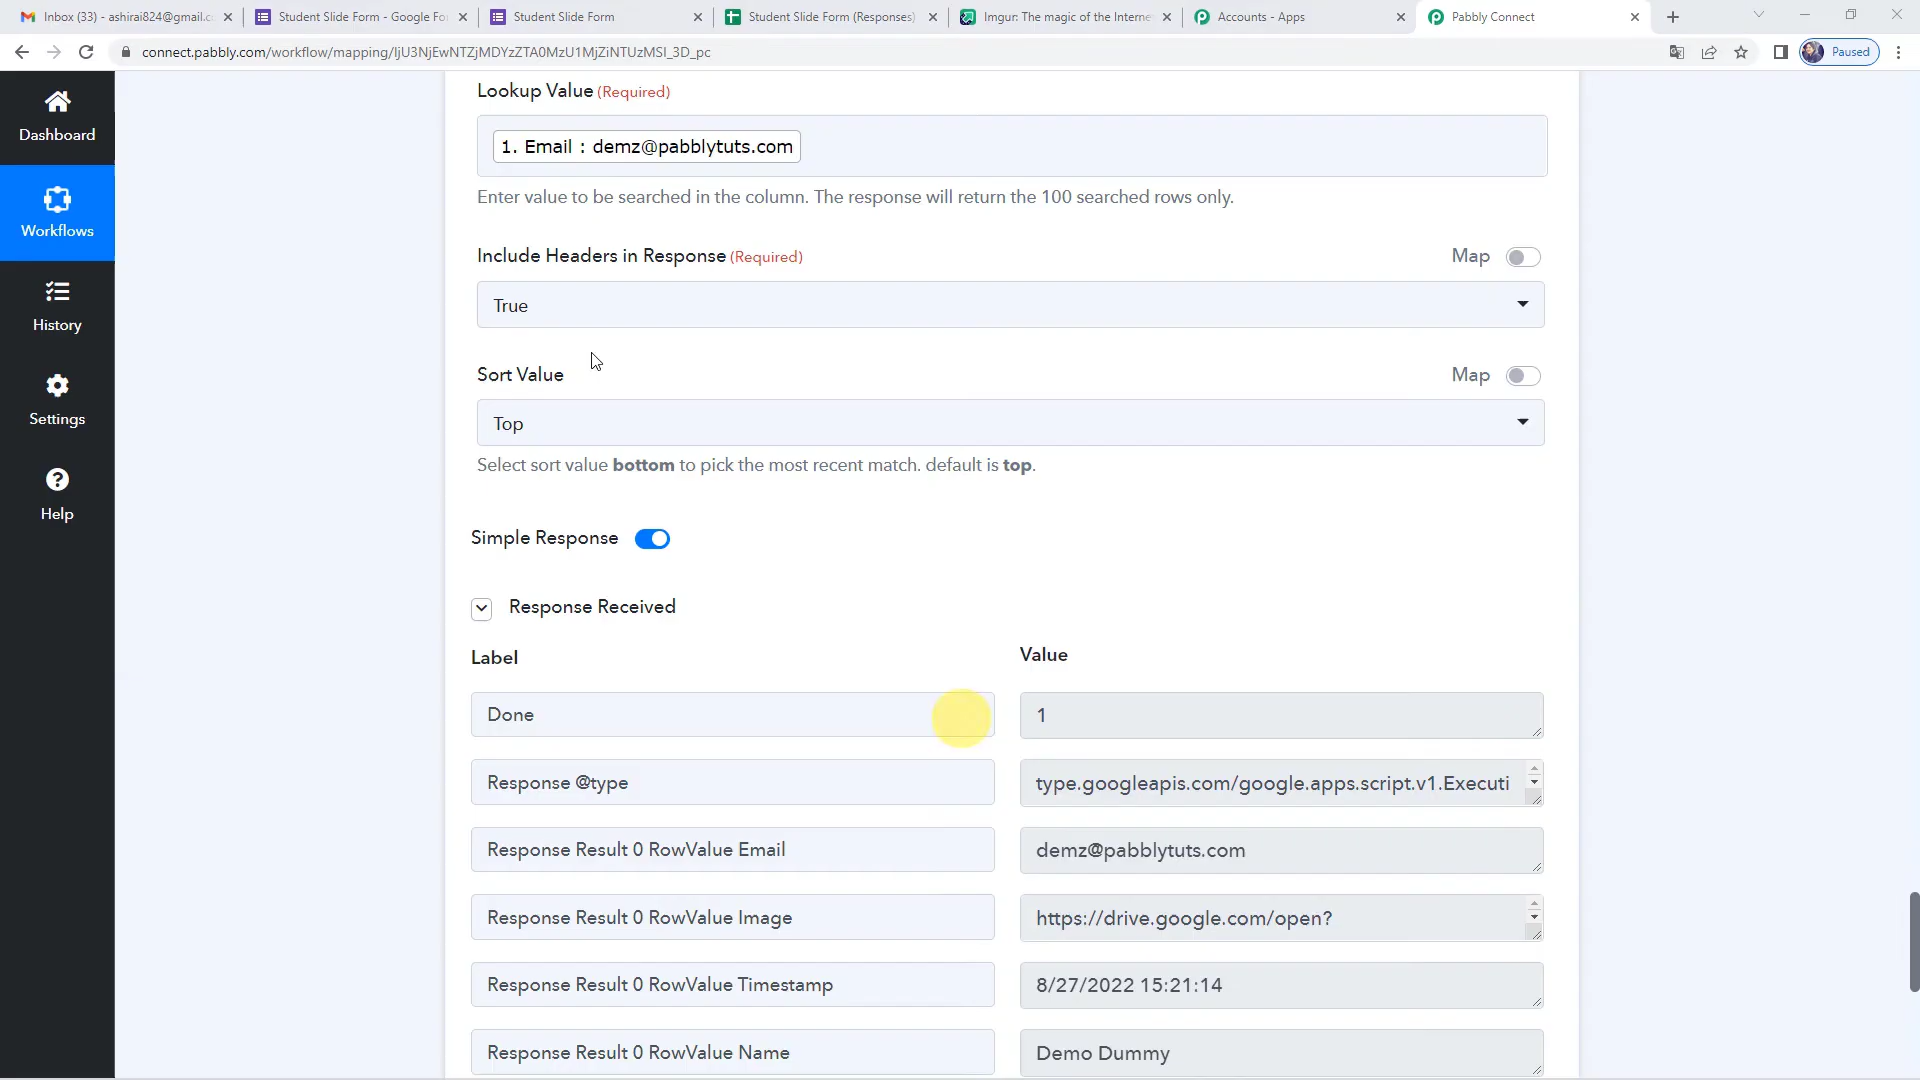 Inbox (33) - ashirai824@gmail.c
Student Slide Form - Google Fo
Student Slide Form
Student Slide Form (Responses)
Imgur: The magic of the Interne
Accounts - Apps
Pabbly Connect
connect.pabbly.com/workflow/mapping/IjU3NjEwNTZjMDYzZTA0MzU1MjZiNTUzMSI_3D_pc
Paused
Dashboard
Workflows
History
Settings
Help
Lookup Value (Required)
1. Email : demz@pabblytuts.com
Enter value to be searched in the column. The response will return the 100 searched rows only.
Include Headers in Response (Required)
Map
True
Sort Value
Map
Top
Select sort value bottom to pick the most recent match. default is top.
Simple Response
Response Received
Label
Value
Done
1
Response @type
type.googleapis.com/google.apps.script.v1.Executi
Response Result 0 RowValue Email
demz@pabblytuts.com
Response Result 0 RowValue Image
https://drive.google.com/open?
Response Result 0 RowValue Timestamp
8/27/2022 15:21:14
Response Result 0 RowValue Name
Demo Dummy